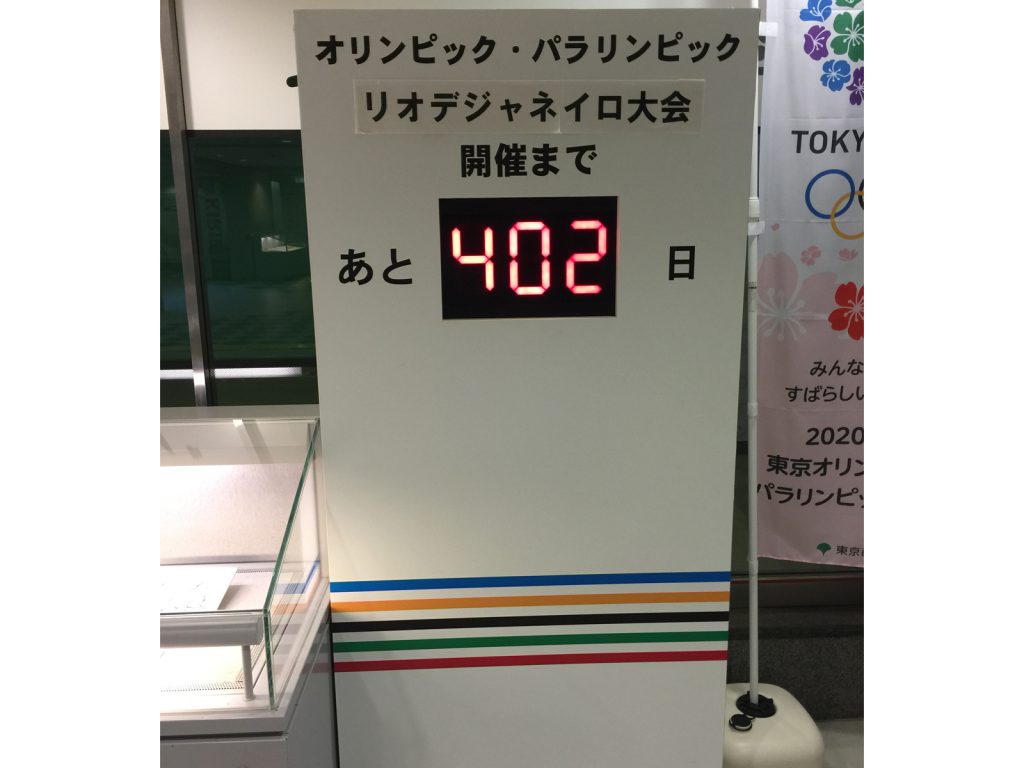 オリンピック・パラリンピック
リオデジャネイロ大会
開催まで
あと 402 日
TOKY
みんな
すばらしい
2020
東京オリン
パラリンピッ
東京